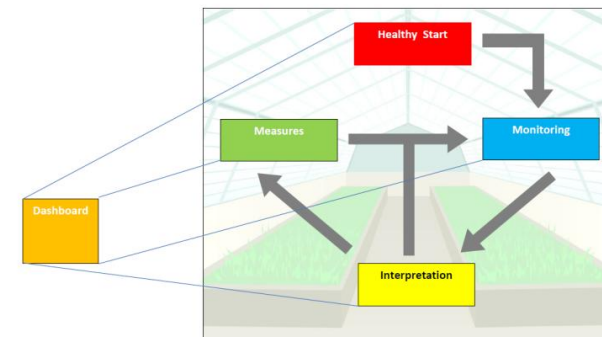 Healthy Start
Measures
Monitoring
Dashboard
Interpretation